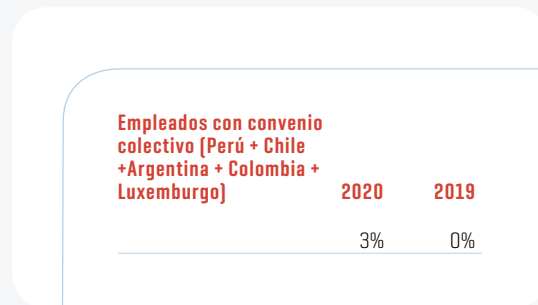 Empleados con convenio
colectivo (Perú + Chile
+Argentina + Colombia +
Luxemburgo) 2020 2019
3% 0%